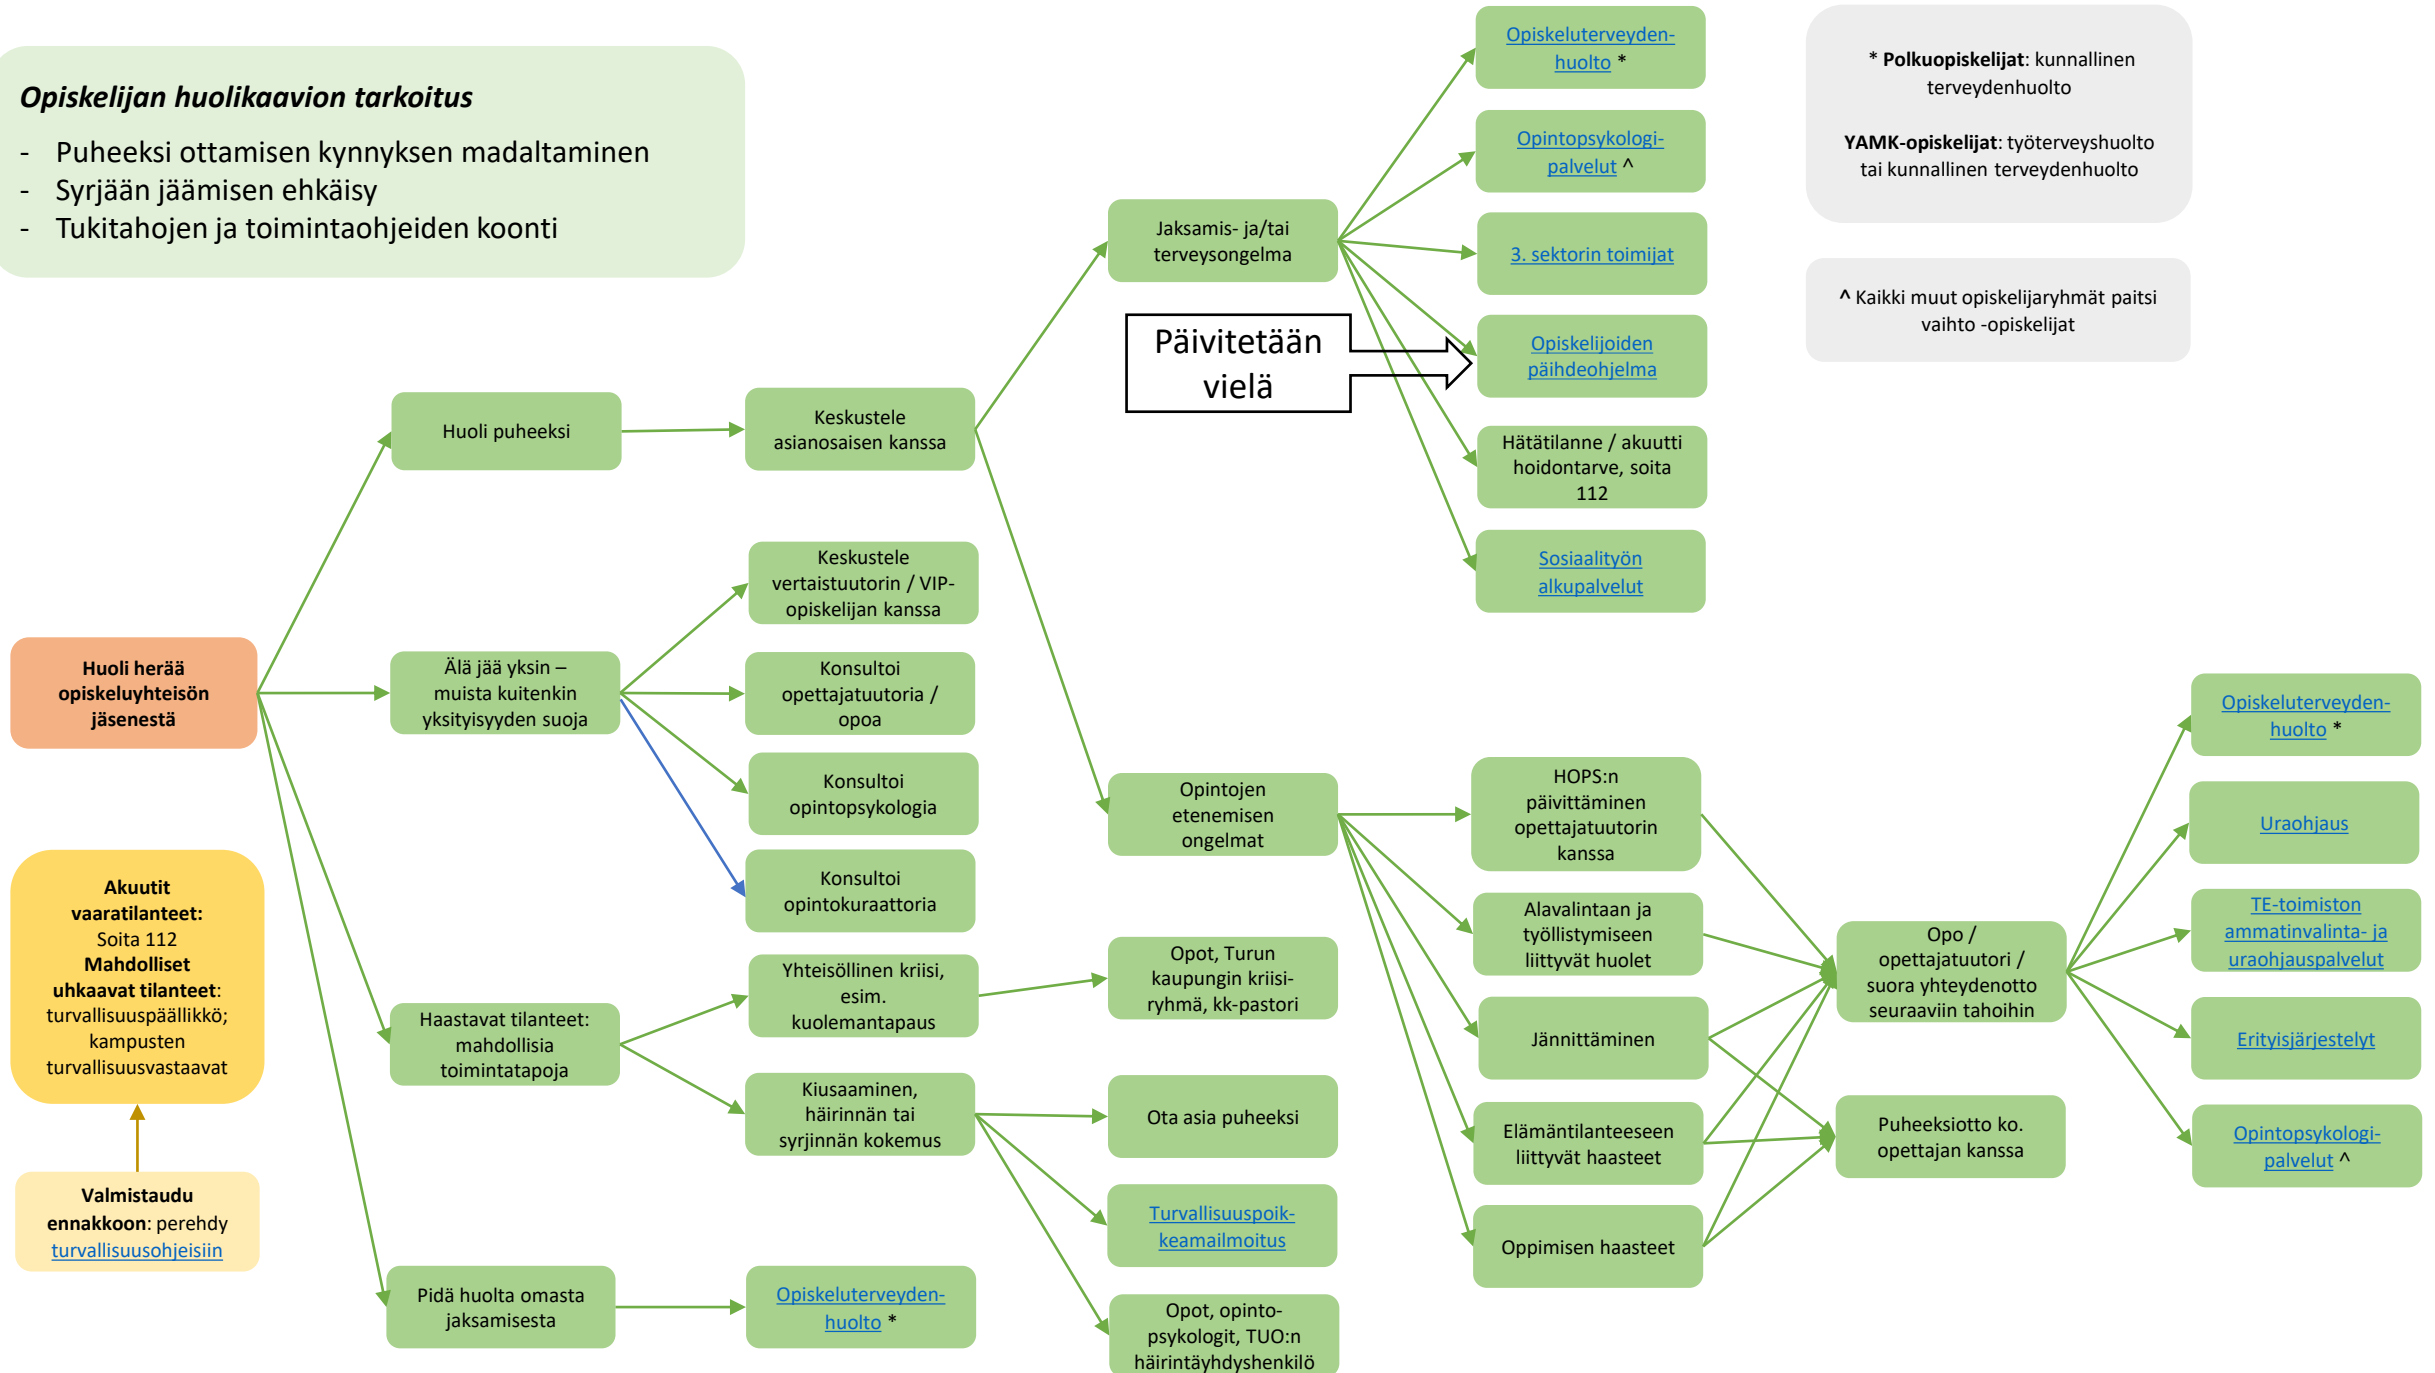 Opiskelijan huolikaavion tarkoitus
- Puheeksi ottamisen kynnyksen madaltaminen
- Syrjään jäämisen ehkäisy
- Tukitahojen ja toimintaohjeiden koonti
Huoli herää
opiskeluyhteisön
jäsenestä
Akuutit
vaaratilanteet:
Soita 112
Mahdolliset
uhkaavat tilanteet:
turvallisuuspäällikkö;
kampusten
turvallisuusvastaavat
Valmistaudu
ennakkoon: perehdy
turvallisuusohjeisiin
Huoli puheeksi
Älä jää yksin –
muista kuitenkin
yksityisyyden suoja
Haastavat tilanteet:
mahdollisia
toimintatapoja
Pidä huolta omasta
jaksamisesta
Keskustele
asianosaisen kanssa
Keskustele
vertaistuutorin / VIP-
opiskelijan kanssa
Konsultoi
opettajatuutoria /
opoa
Konsultoi
opintopsykologia
Konsultoi
opintokuraattoria
Yhteisöllinen kriisi,
esim.
kuolemantapaus
Kiusaaminen,
häirinnän tai
syrjinnän kokemus
Opiskeluterveyden-
huolto *
Jaksamis- ja/tai
terveysongelma
Päivitetään
vielä
Opintojen
etenemisen
ongelmat
Opot, Turun
kaupungin kriisi-
ryhmä, kk-pastori
Ota asia puheeksi
Turvallisuuspoik-
keamailmoitus
Opot, opinto-
psykologit, TUO:n
häirintäyhdyshenkilö
Opiskeluterveyden-
huolto *
Opintopsykologi-
palvelut ^
3. sektorin toimijat
Opiskelijoiden
päihdeohjelma
Hätätilanne / akuutti
hoidontarve, soita
112
Sosiaalityön
alkupalvelut
HOPS:n
päivittäminen
opettajatuutorin
kanssa
Alavalintaan ja
työllistymiseen
liittyvät huolet
Jännittäminen
Elämäntilanteeseen
liittyvät haasteet
Oppimisen haasteet
* Polkuopiskelijat: kunnallinen
terveydenhuolto
YAMK-opiskelijat: työterveyshuolto
tai kunnallinen terveydenhuolto
^ Kaikki muut opiskelijaryhmät paitsi
vaihto -opiskelijat
Opo /
opettajatuutori /
suora yhteydenotto
seuraaviin tahoihin
Puheeksiotto ko.
opettajan kanssa
Opiskeluterveyden-
huolto *
Uraohjaus
TE-toimiston
ammatinvalinta- ja
uraohjauspalvelut
Erityisjärjestelyt
Opintopsykologi-
palvelut ^